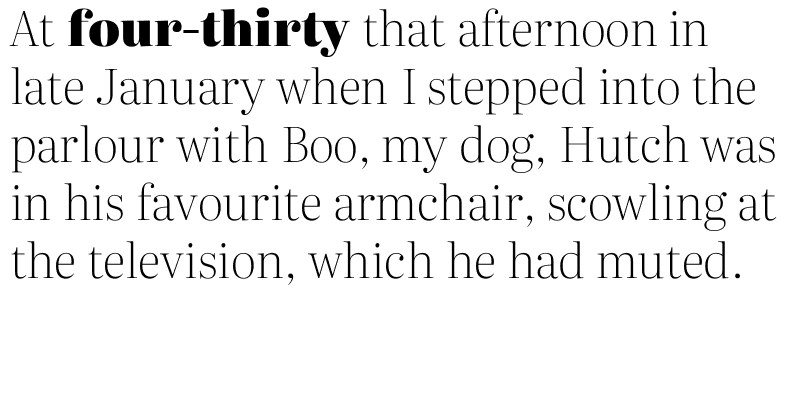 At four-thirty that afternoon in
late January when I stepped into the
parlour with Boo, my dog, Hutch was
in his favourite armchair, scowling at
the television, which he had muted.